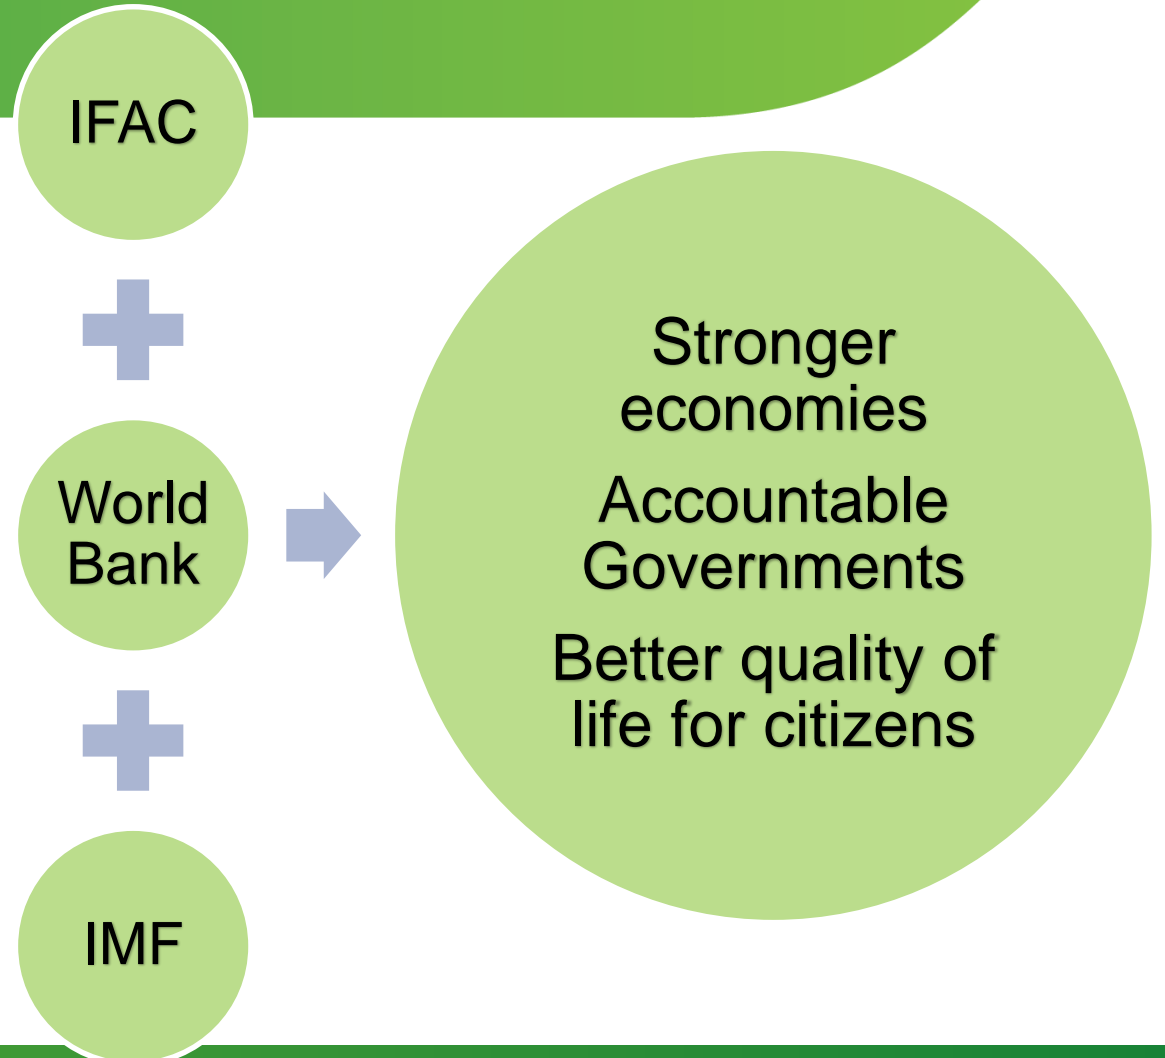 IFAC
World
Bank
IMF
Stronger
economies
Accountable
Governments
Better quality of
life for citizens